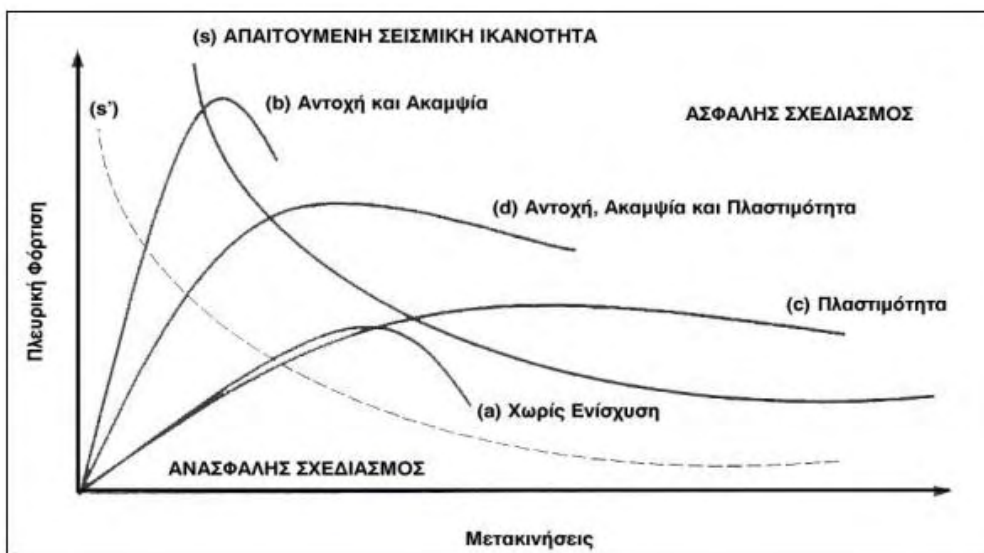 (s) ΑΠΑΙΤΟΥΜΕΝΗ ΣΕΙΣΜΙΚΗ ΙΚΑΝΟΤΗΤΑ
(s')
(b) Αντοχή και Ακαμψία
ΑΣΦΑΛΗΣ ΣΧΕΔΙΑΣΜΟΣ
(d) Αντοχή, Ακαμψία και Πλαστιμότητα
Πλευρική Φόρτιση
(c) Πλαστιμότητα
(a) Χωρίς Ενίσχυση
ΑΝΑΣΦΑΛΗΣ ΣΧΕΔΙΑΣΜΟΣ
Μετακινήσεις